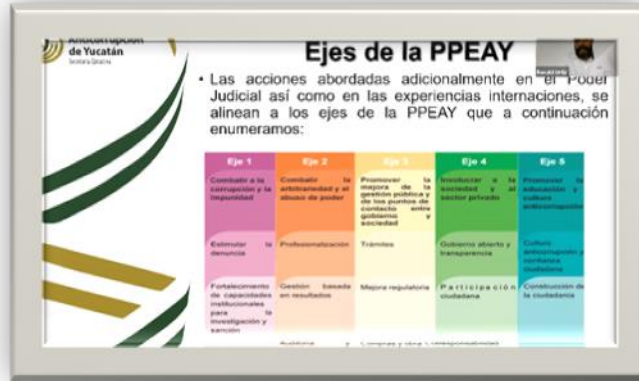 Anticorrupción
de Yucatán
Ejes de la PPEAY
• Las acciones abordadas adicionalmente en el Poder
Judicial así como en las experiencias internaciones, se
alinean a los ejes de la PPEAY que a continuación
enumeramos:
Eje 1
Combatir a la
corrupción y la
impunidad
Estimular la
denuncia
Fortalecimiento
de capacidades
institucionales
para la
investigación y
sanción
Eje 2
Combatir la
arbitrariedad y el
abuso de poder
Profesionalización
Gestión basada
en resultados
Auditoría y
Eje 3
Promover la
mejora de la
gestión pública y
de los puntos de
contacto entre
gobierno y
sociedad
Trámites
Mejora regulatoria
Eje 4
Involucrar a la
sociedad y al
sector privado
Gobierno abierto y
transparencia
Participación
ciudadana
Eje 5
Promover la
educación y
cultura
anticorrupción
Cultura
anticorrupción y
confianza
ciudadana
Construcción de
la ciudadanía